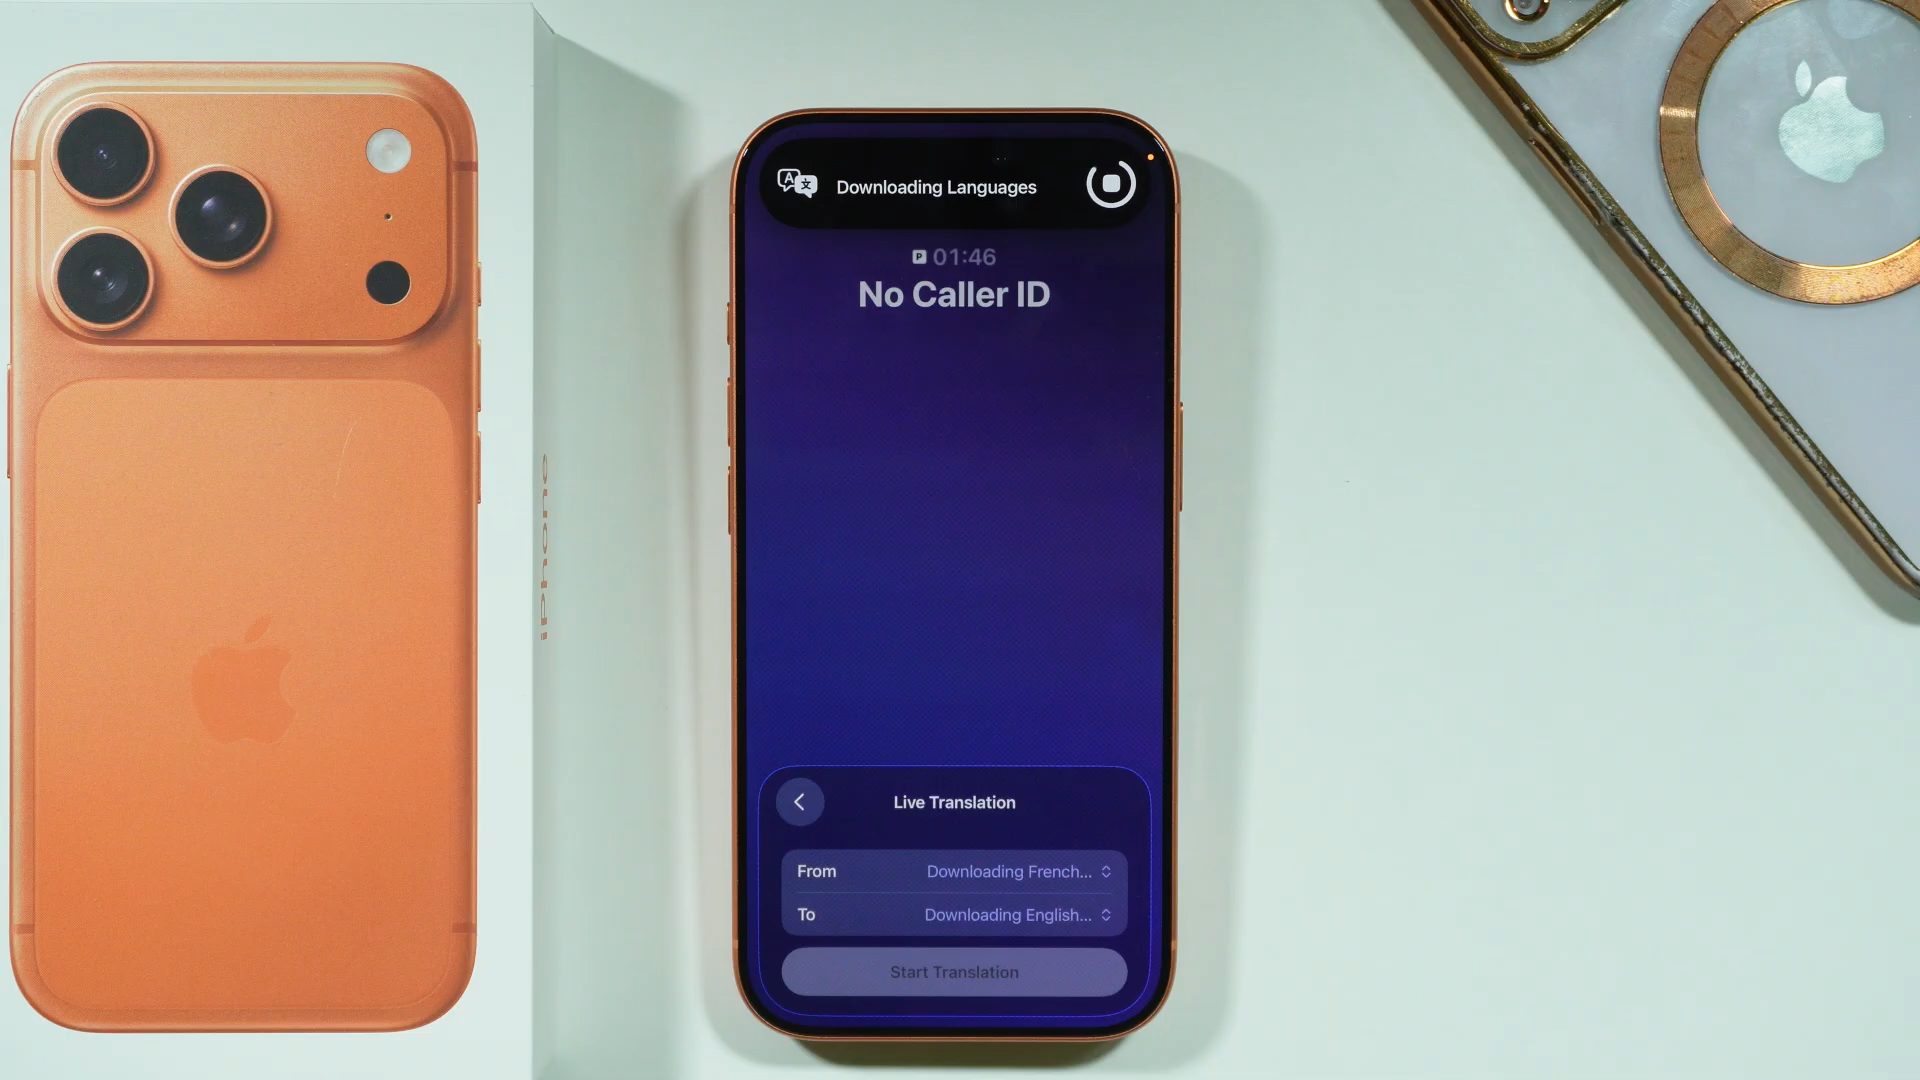 iPhone
Downloading Languages
P 01:46
No Caller ID
Live Translation
From Downloading French...
To Downloading English...
Start Translation